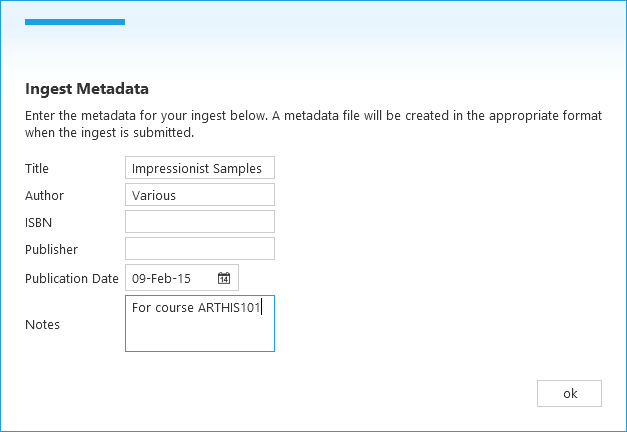 Ingest Metadata
Enter the metadata for your ingest below. A metadata file will be created in the appropriate format
when the ingest is submitted.
Title Impressionist Samples
Author Various
ISBN
Publisher
Publication Date 09-Feb-15 14
Notes For course ARTHIS101
ok